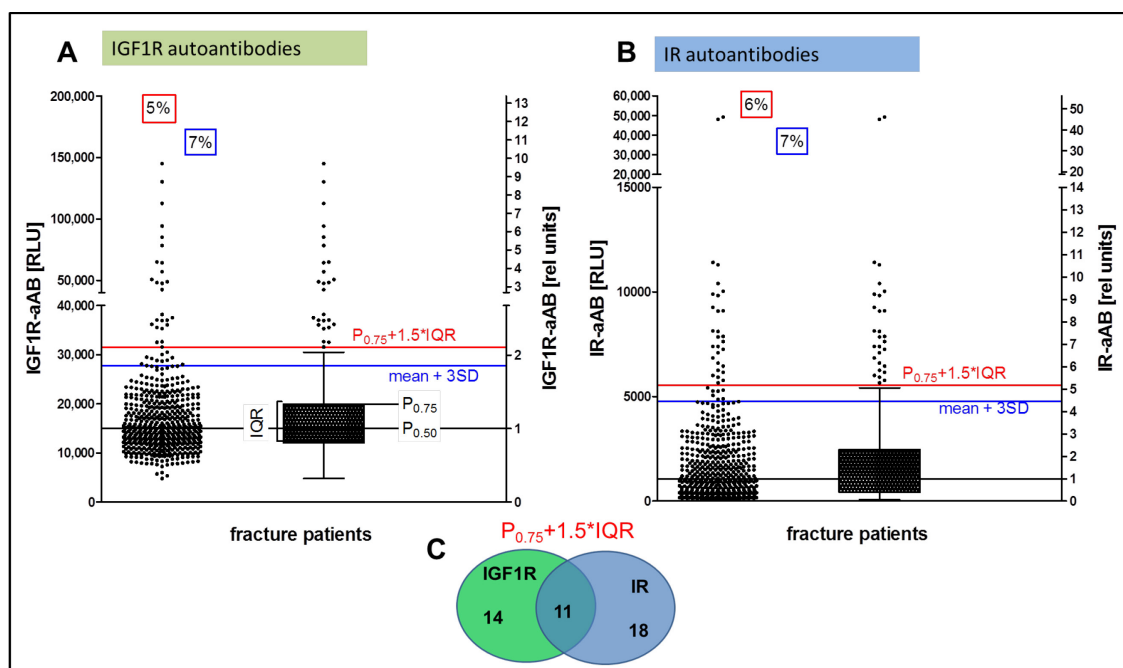 A
IGF1R autoantibodies
200,000
150,000
100,000
50,000
40,000
30,000
20,000
10,000
0
IGF1R-aAB [RLU]
5%
7%
P0.75+1.5*IQR
mean + 3SD
IQR
P0.75
P0.50
13
12
11
10
9
8
7
6
5
4
3
2
1
0
IGF1R-aAB [rel units]
fracture patients
B
IR autoantibodies
60,000
50,000
40,000
30,000
20,000
15000
10000
5000
0
IR-aAB [RLU]
6%
7%
P0.75+1.5*IQR
mean + 3SD
50
40
30
20
14
13
12
11
10
9
8
7
6
5
4
3
2
1
0
IR-aAB [rel units]
fracture patients
C
P0.75+1.5*IQR
IGF1R
IR
14
11
18